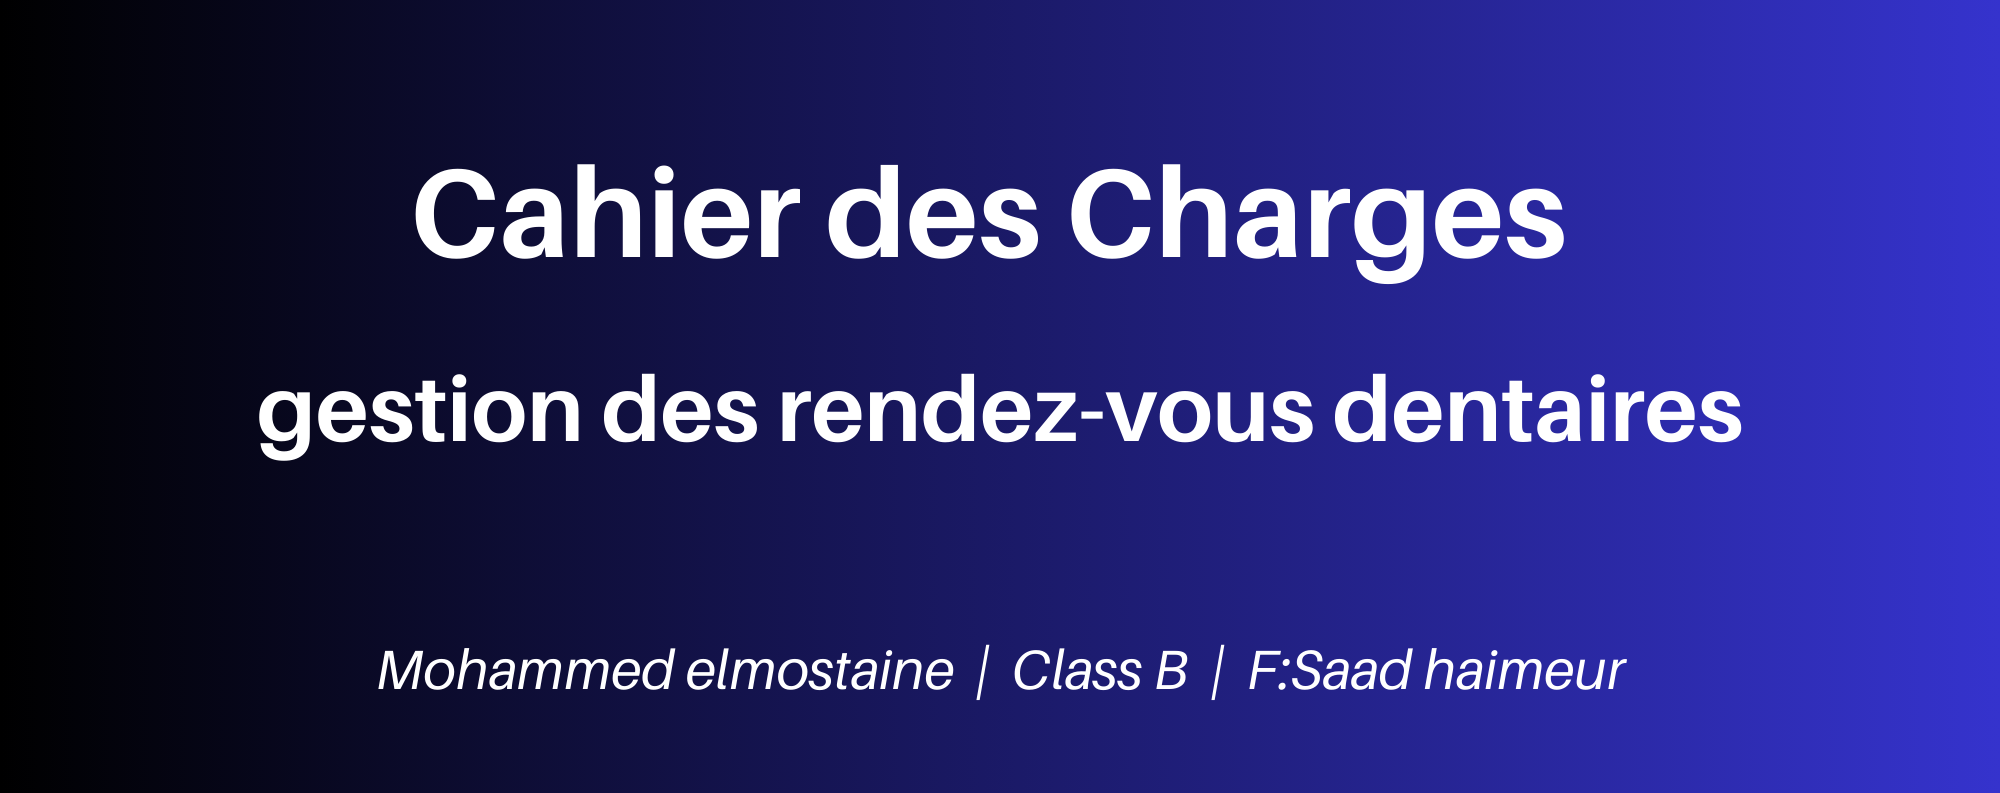 Cahier des Charges
gestion des rendez-vous dentaires
Mohammed elmostaine | Class B | F:Saad haimeur